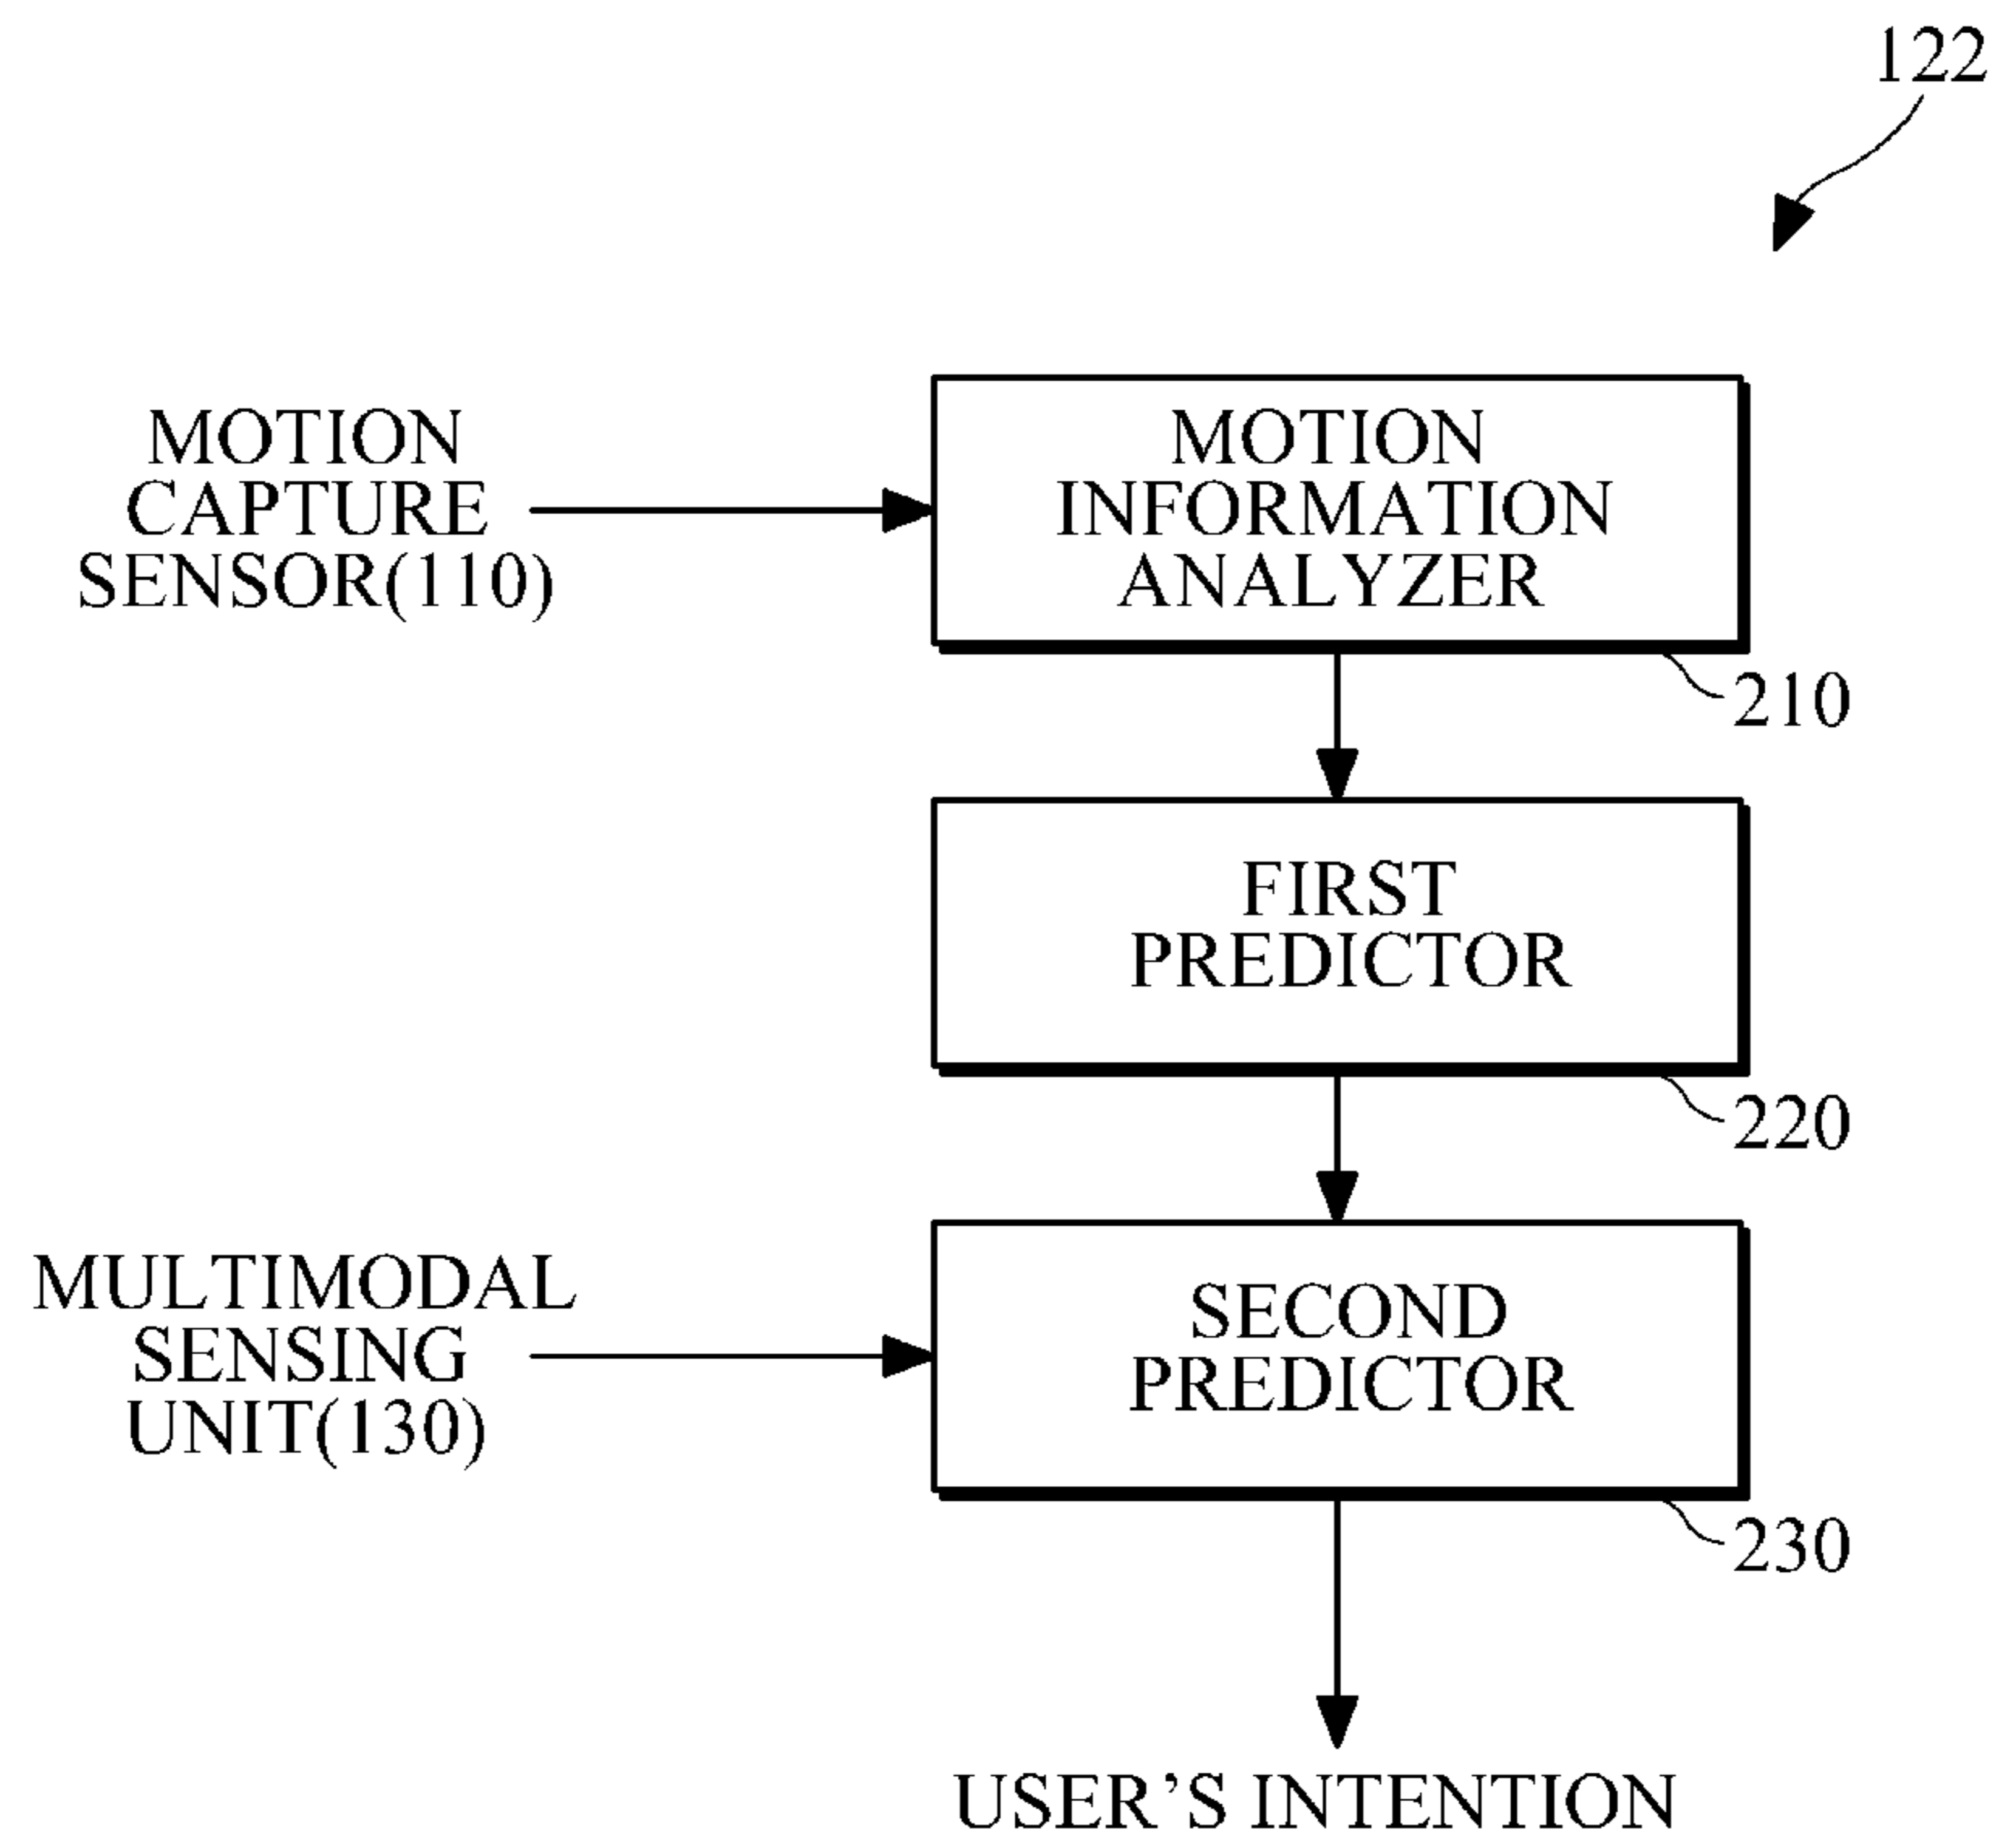 122
MOTION
CAPTURE
SENSOR(110)
MOTION
INFORMATION
ANALYZER
210
FIRST
PREDICTOR
220
MULTIMODAL
SENSING
UNIT(130)
SECOND
PREDICTOR
230
USER'S INTENTION